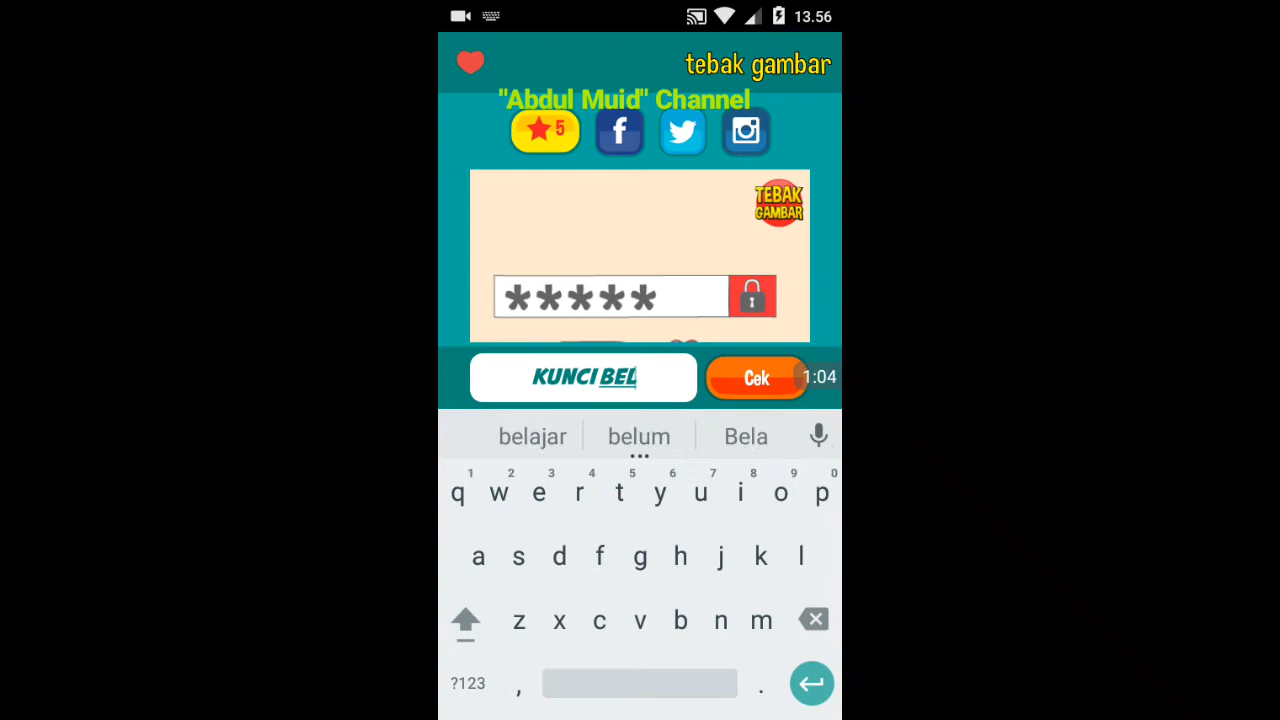 13.56
tebak gambar
"Abdul Muid" Channel
5
f
TEBAK
GAMBAR
*****
KUNCI BEL
Cek
1:04
belajar
belum
Bela
1 2 3 4 5 6 7 8 9 0
q w e r t y u i o p
a s d f g h j k l
z x c v b n m
?123 , .